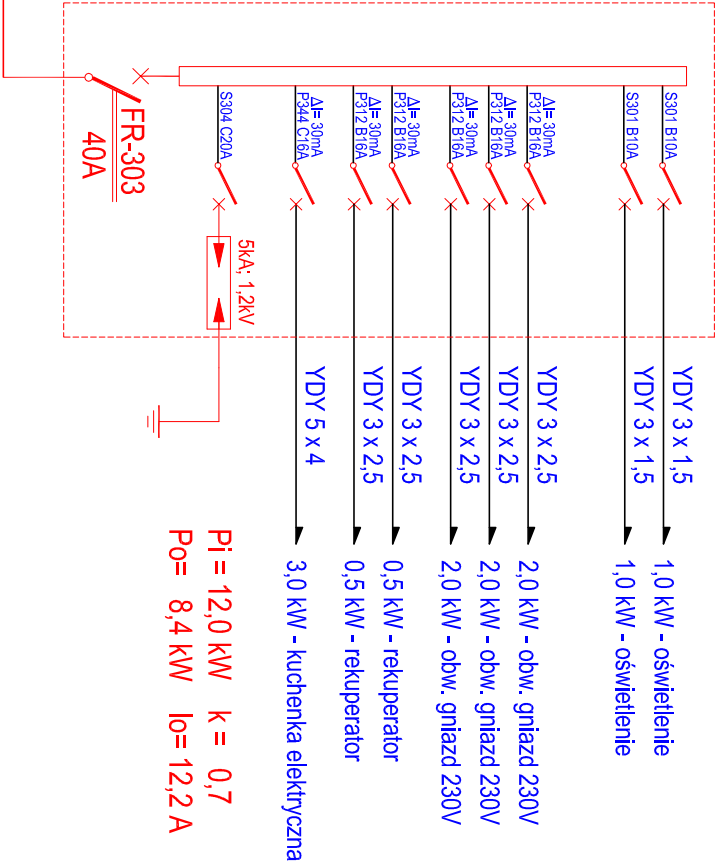 FR-303
40A
S304 C20A
ΔI= 30mA
P344 C16A
ΔI= 30mA
P312 B16A
ΔI= 30mA
P312 B16A
ΔI= 30mA
P312 B16A
ΔI= 30mA
P312 B16A
ΔI= 30mA
P312 B16A
S301 B10A
S301 B10A
5kA; 1,2kV
YDY 5 x 4
YDY 3 x 2,5
YDY 3 x 2,5
YDY 3 x 2,5
YDY 3 x 2,5
YDY 3 x 2,5
YDY 3 x 1,5
YDY 3 x 1,5
1,0 kW - oświetlenie
1,0 kW - oświetlenie
2,0 kW - obw. gniazd 230V
2,0 kW - obw. gniazd 230V
2,0 kW - obw. gniazd 230V
0,5 kW - rekuperator
0,5 kW - rekuperator
3,0 kW - kuchenka elektryczna
Pi = 12,0 kW k = 0,7
Po= 8,4 kW Io= 12,2 A